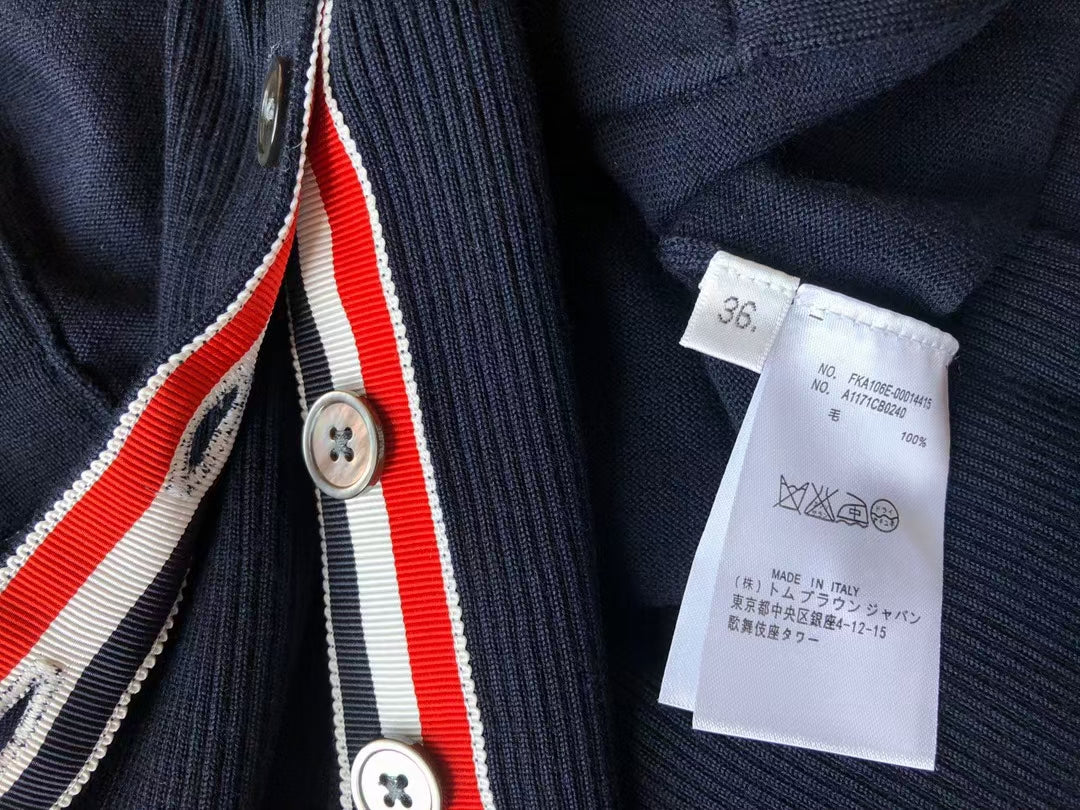 36.
NO. FKA106E-00014415
NO. A1171CB0240
毛 100%
MADE IN ITALY
(株)トム ブラウン ジャパン
東京都中央区銀座4-12-15
歌舞伎座タワー